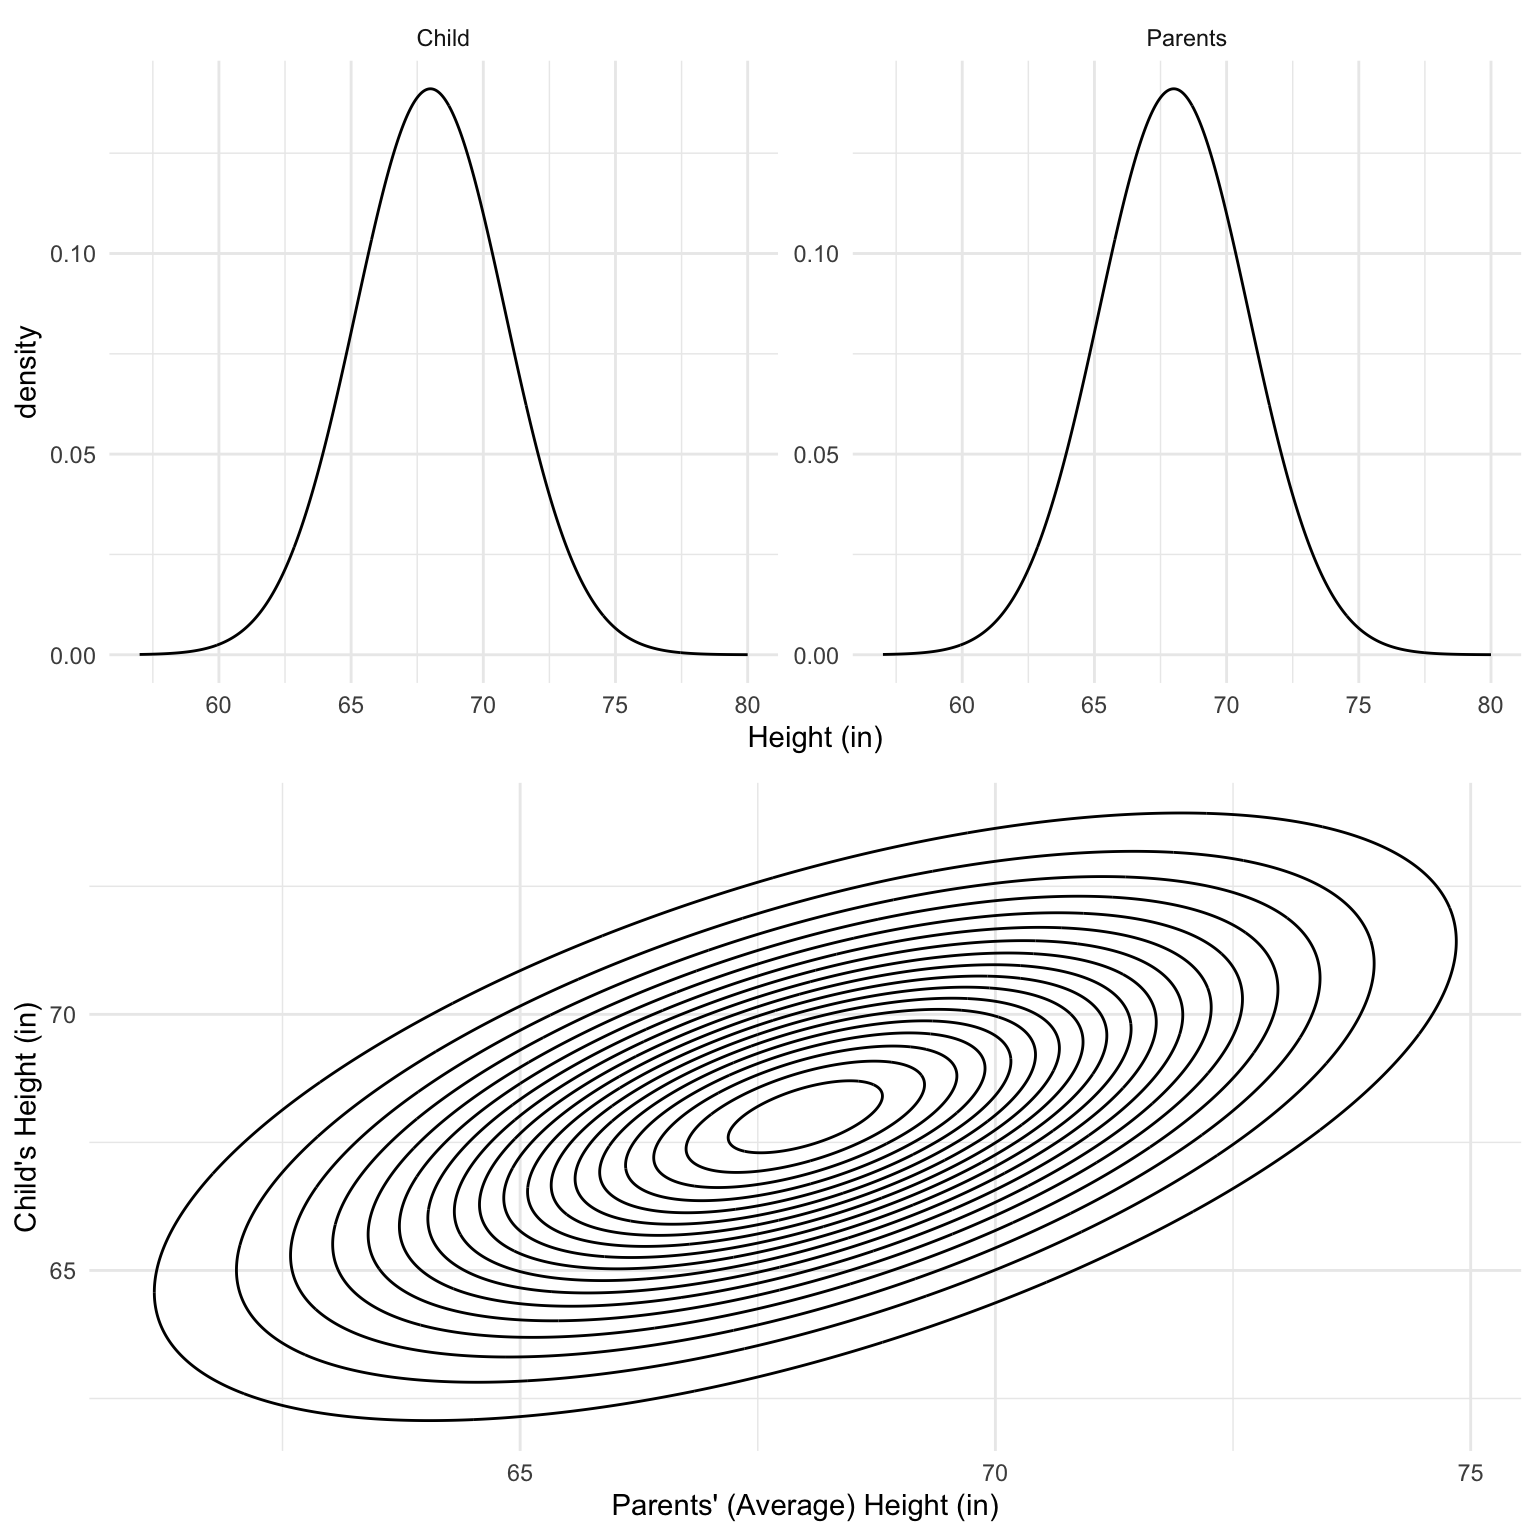 Child
Parents
density
0.10
0.05
0.00
0.10
0.05
0.00
60 65 70 75 80
60 65 70 75 80
Height (in)
Child's Height (in)
70
65
65 70 75
Parents' (Average) Height (in)